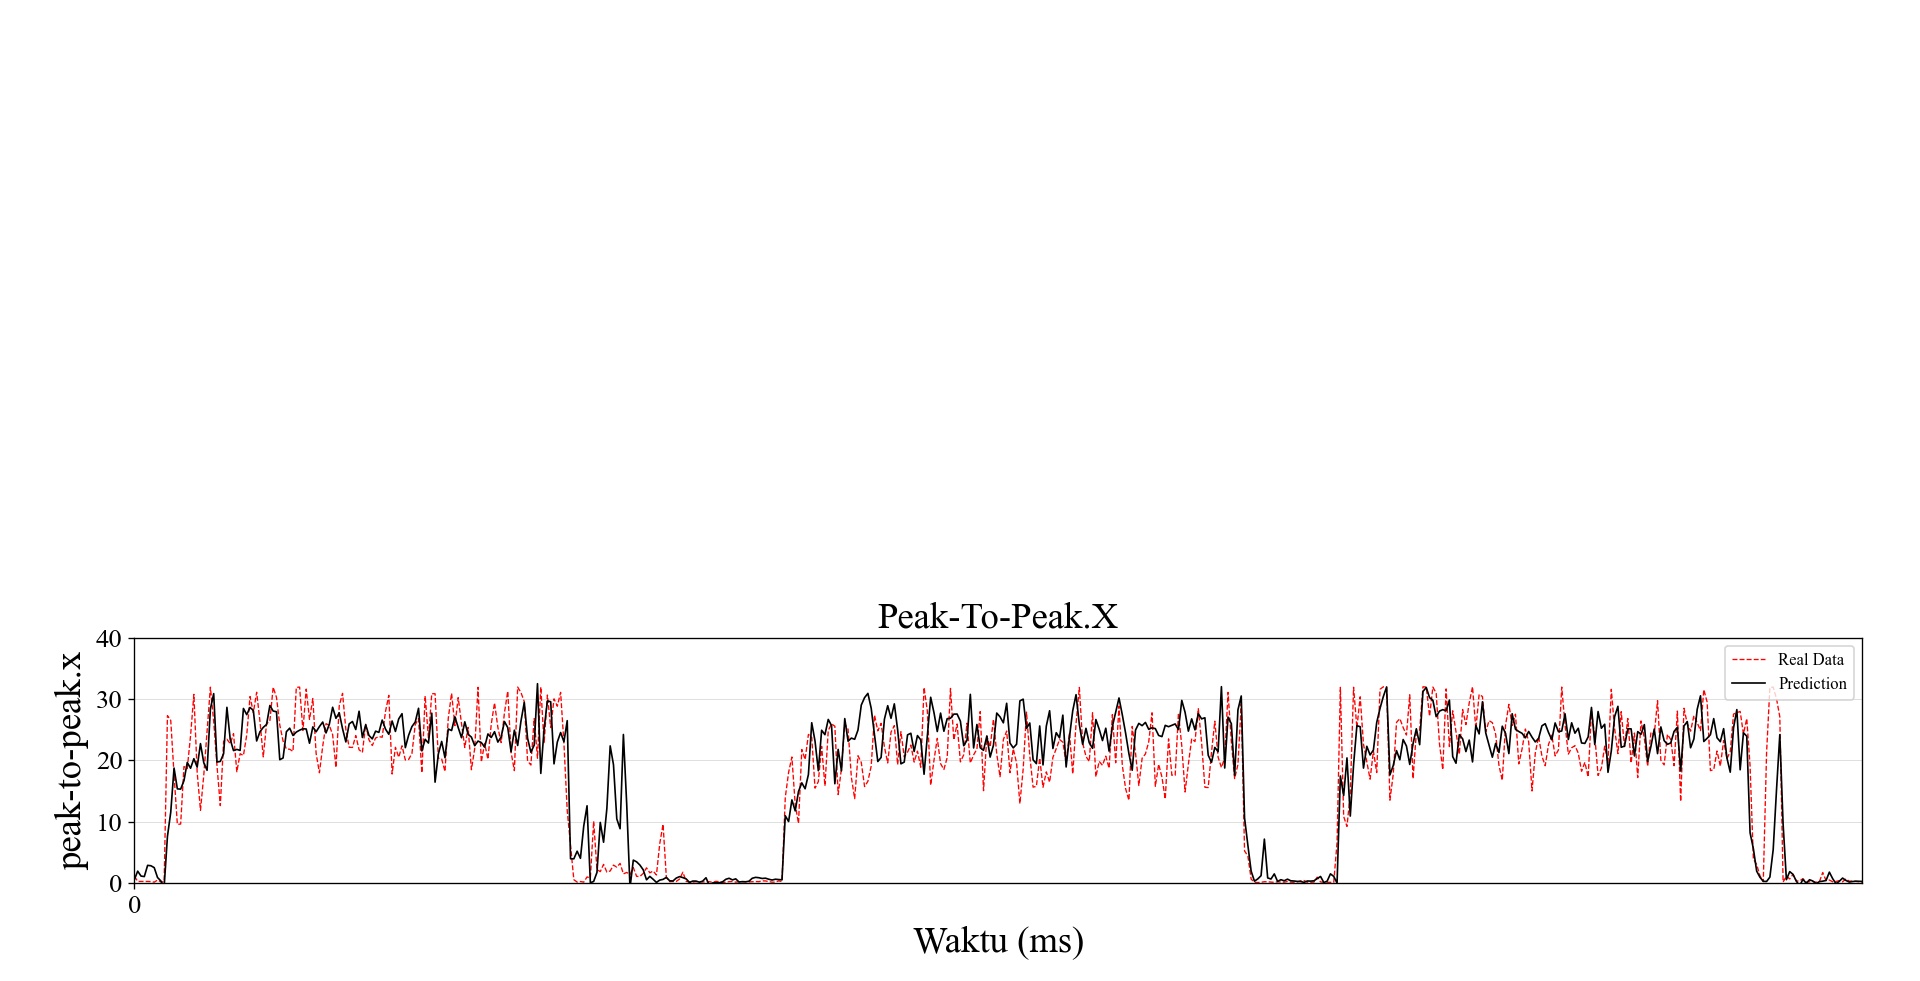 Peak-To-Peak.X
peak-to-peak.x
40
30
20
10
0
0
Real Data
Prediction
Waktu (ms)